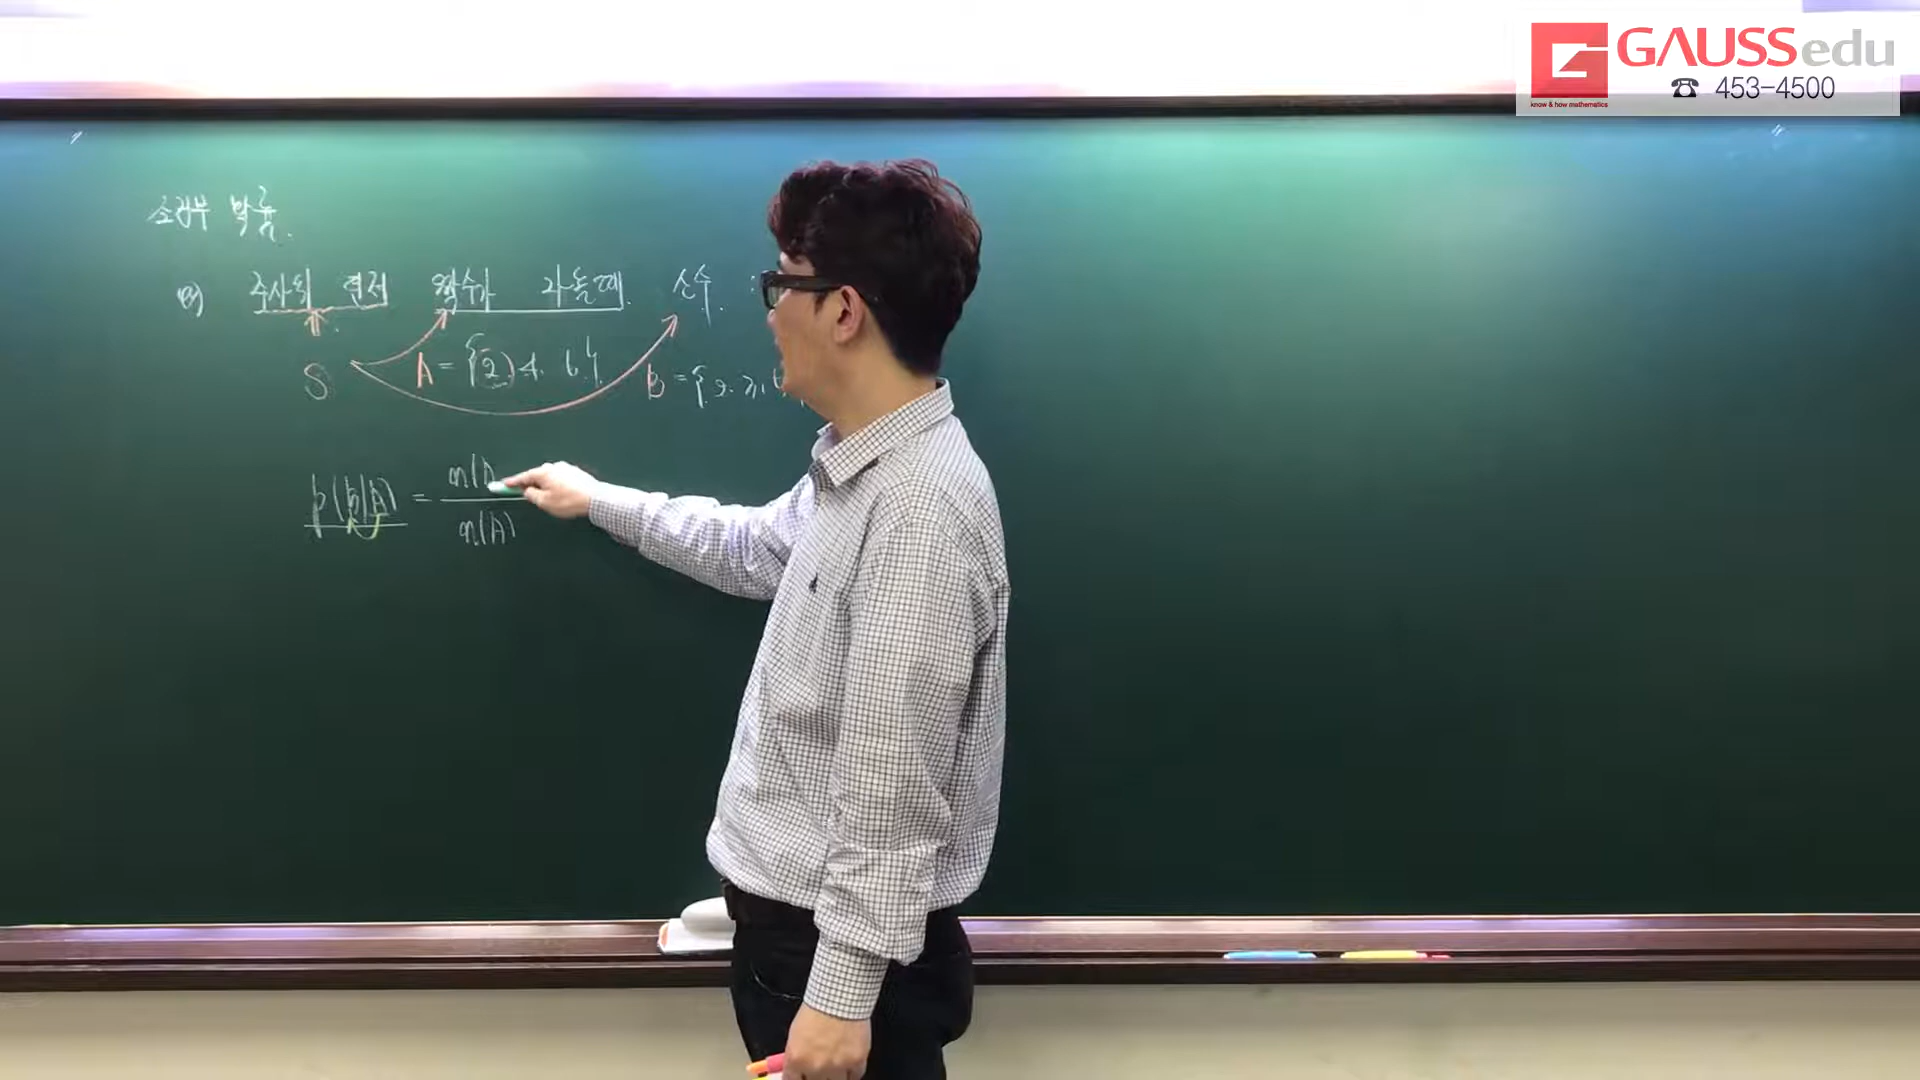 GAUSSedu
know & how mathematics
☎ 453-4500
조건부 확률.
예) 주사위 던져 짝수가 나올때. 소수. :
S A = {2, 4, 6}. B = {2, 3,
P(B|A) = n(A
n(A)